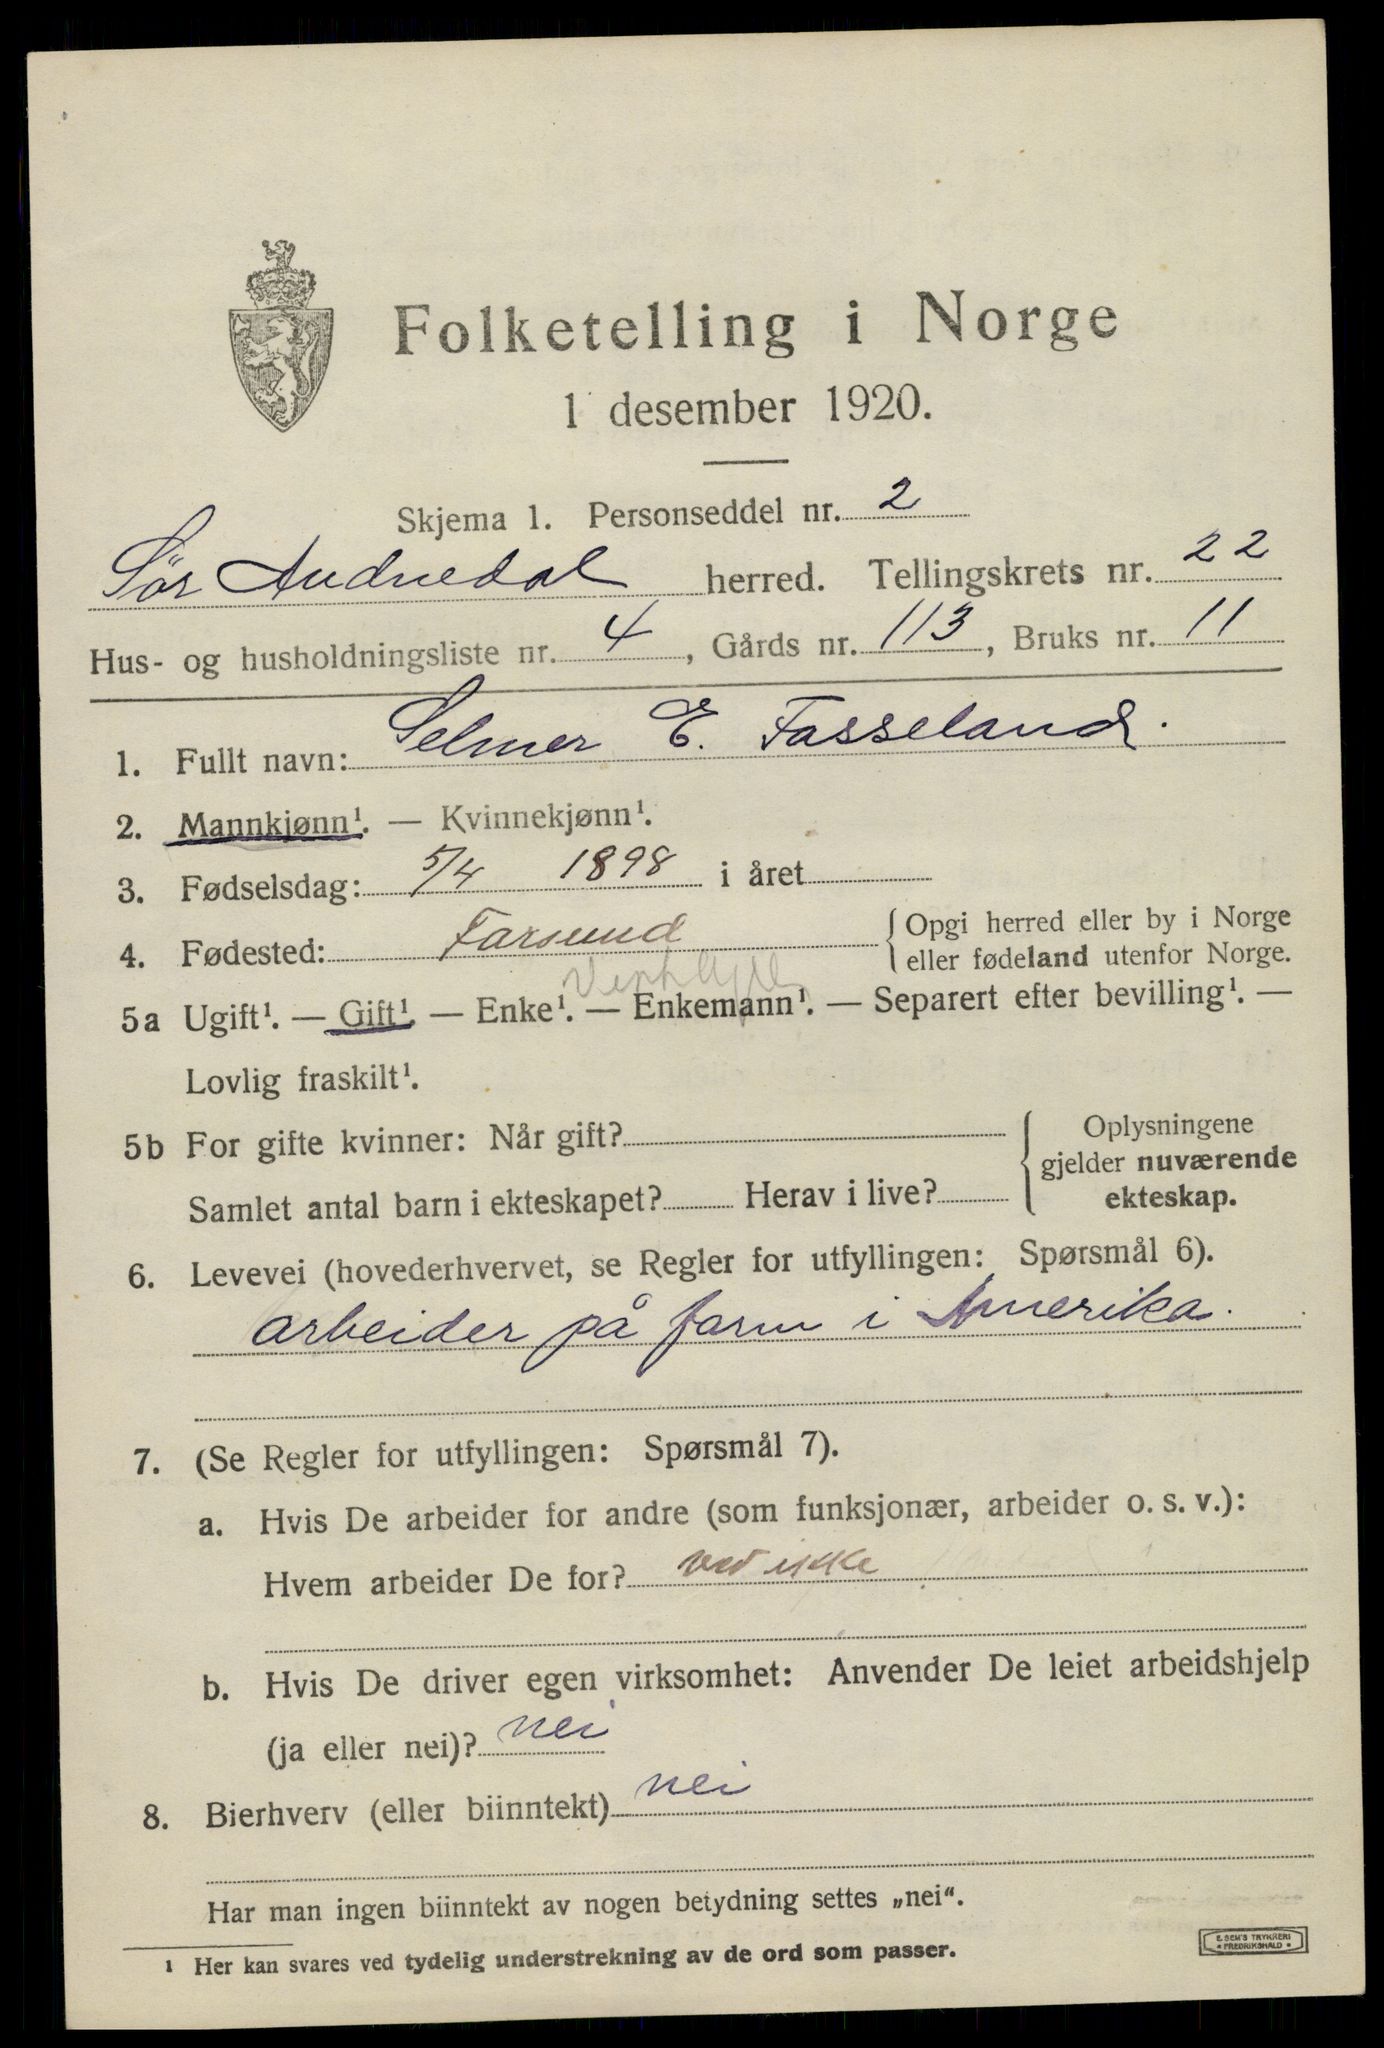 Folketelling i Norge
1 desember 1920.
Skjema 1. Personseddel nr. 2
Sør Audnedal herred. Tellingskrets nr. 22
Hus- og husholdningsliste nr. 4, Gårds nr. 113, Bruks nr. 11
1. Fullt navn: Selmer E. Fasseland.
2. Mannkjønn¹. — Kvinnekjønn¹.
3. Fødselsdag: 5/4 1898 i året
4. Fødested: Farsund { Opgi herred eller by i Norge
eller fødeland utenfor Norge.
5a Ugift¹. — Gift¹. — Enke¹. — Enkemann¹. — Separert efter bevilling¹. —
Lovlig fraskilt¹.
5b For gifte kvinner: Når gift?
Samlet antal barn i ekteskapet? Herav i live?
Oplysningene
gjelder nuværende
ekteskap.
6. Levevei (hovederhvervet, se Regler for utfyllingen: Spørsmål 6).
arbeider på farm i Amerika.
7. (Se Regler for utfyllingen: Spørsmål 7).
a. Hvis De arbeider for andre (som funksjonær, arbeider o. s. v.):
Hvem arbeider De for? ved ikke
b. Hvis De driver egen virksomhet: Anvender De leiet arbeidshjelp
(ja eller nei)? nei
8. Bierhverv (eller biinntekt) nei
Har man ingen biinntekt av nogen betydning settes „nei“.
¹ Her kan svares ved tydelig understrekning av de ord som passer.
E. SEM'S TRYKKERI
• FREDRIKSHALD •